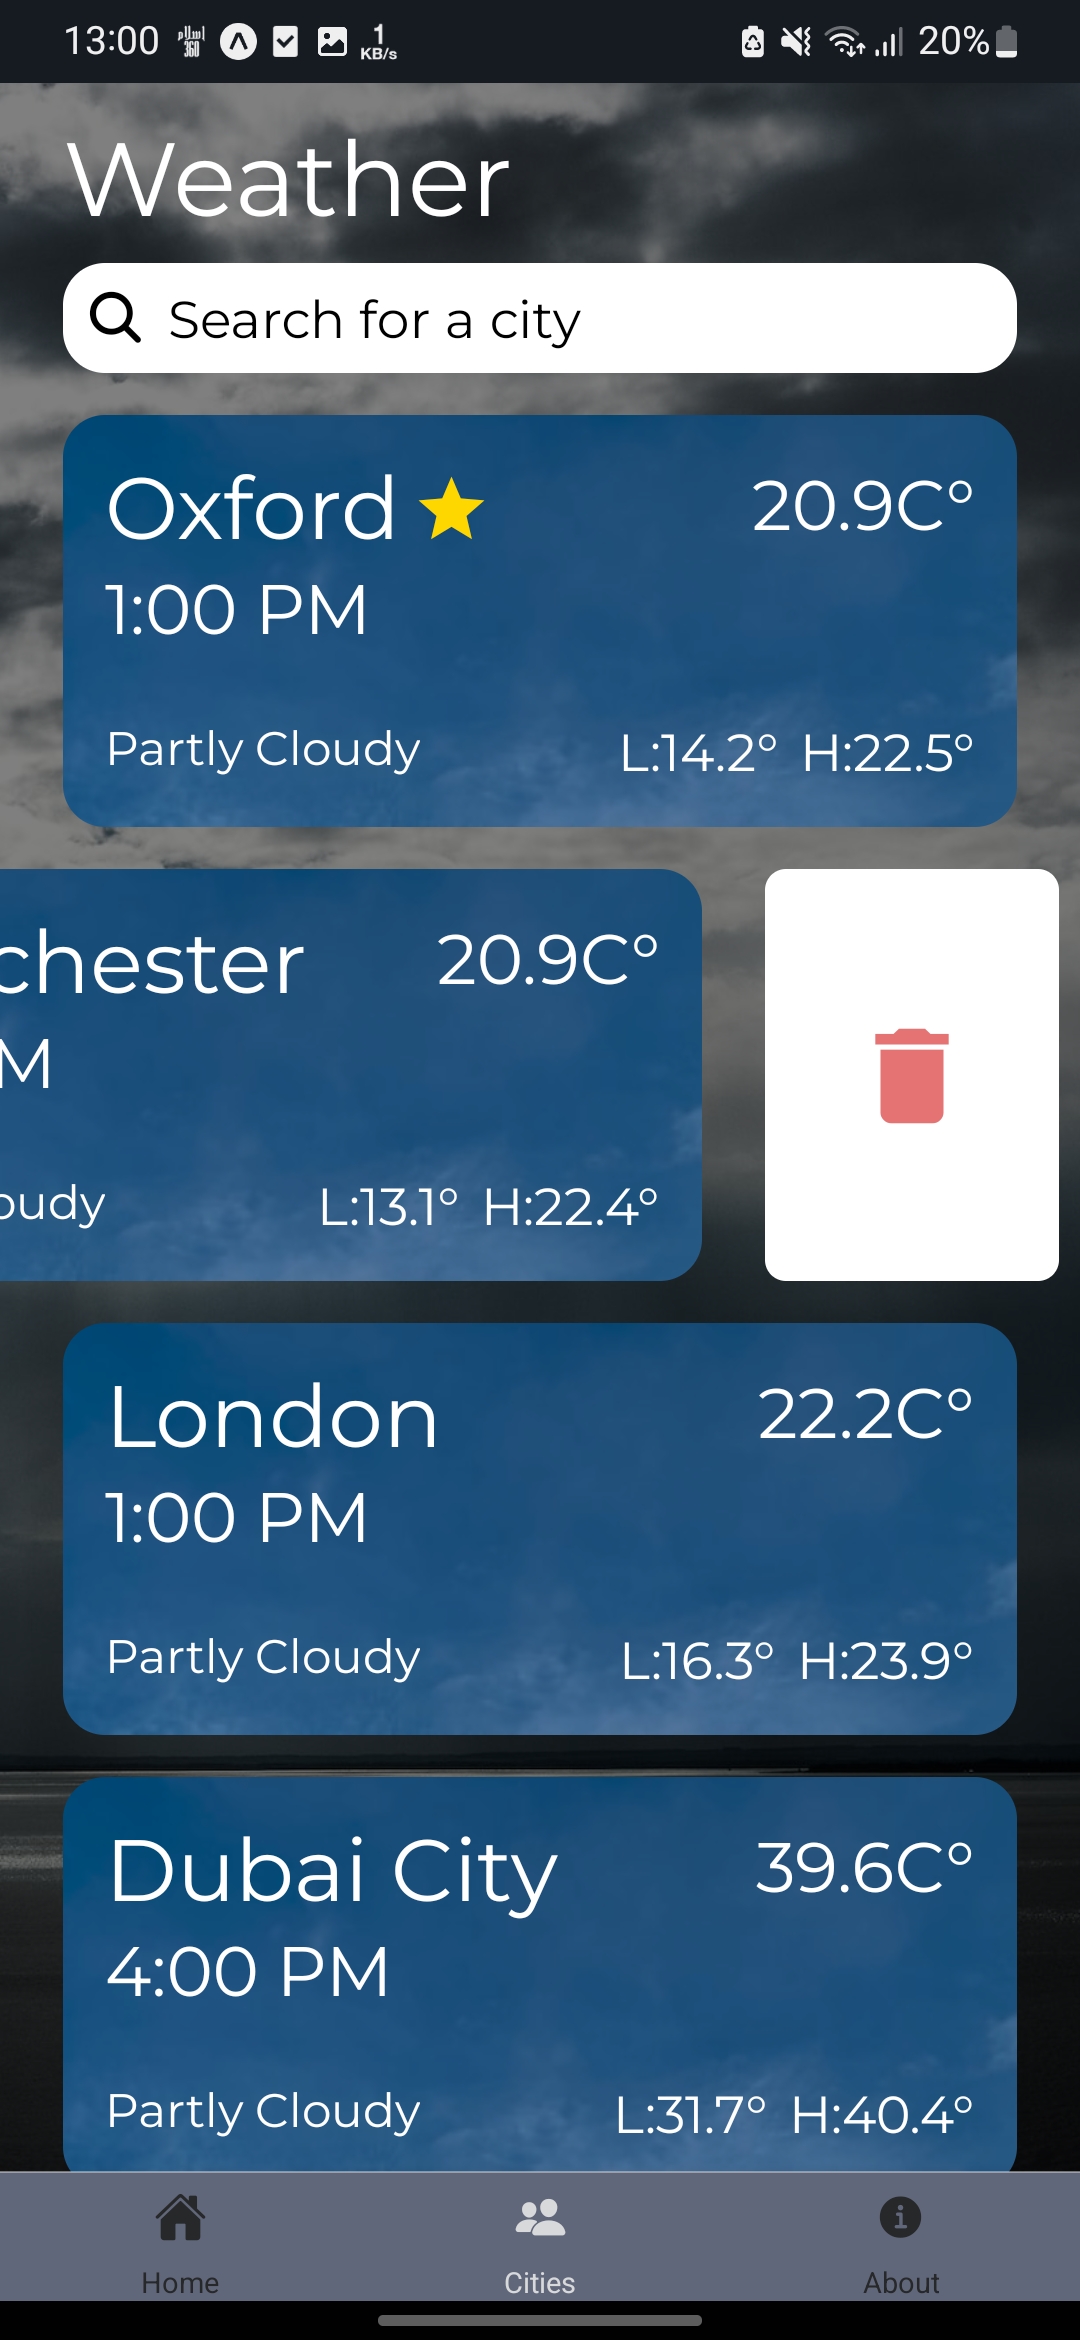 13:00 اسلام 360 1 KB/s 20%
Weather
Search for a city
Oxford 20.9C°
1:00 PM
Partly Cloudy L:14.2° H:22.5°
chester 20.9C°
M
oudy L:13.1° H:22.4°
London 22.2C°
1:00 PM
Partly Cloudy L:16.3° H:23.9°
Dubai City 39.6C°
4:00 PM
Partly Cloudy L:31.7° H:40.4°
Home Cities About